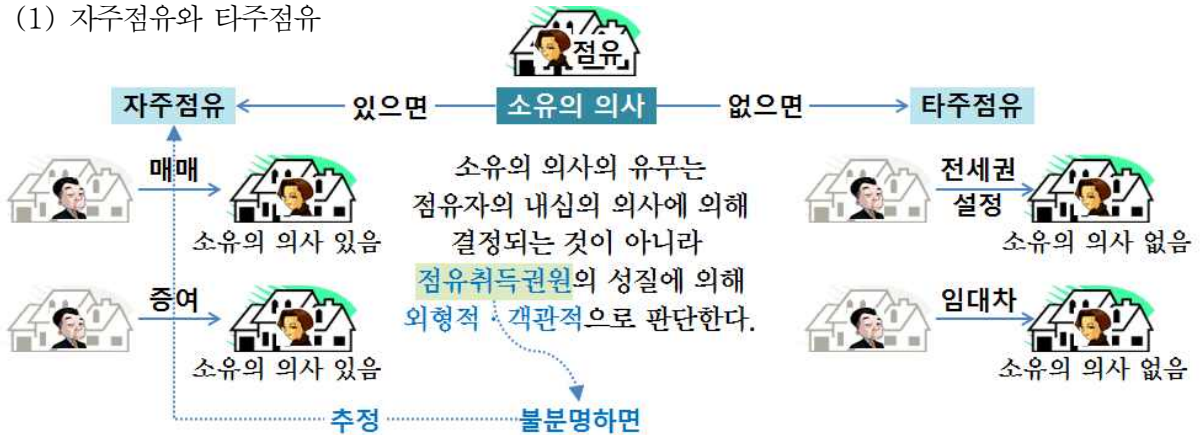 (1) 자주점유와 타주점유
점유
자주점유
있으면
소유의 의사
없으면
타주점유
매매
소유의 의사 있음
증여
소유의 의사 있음
소유의 의사의 유무는
점유자의 내심의 의사에 의해
결정되는 것이 아니라
점유취득권원의 성질에 의해
외형적·객관적으로 판단한다.
전세권
설정
소유의 의사 없음
임대차
소유의 의사 없음
추정
불분명하면